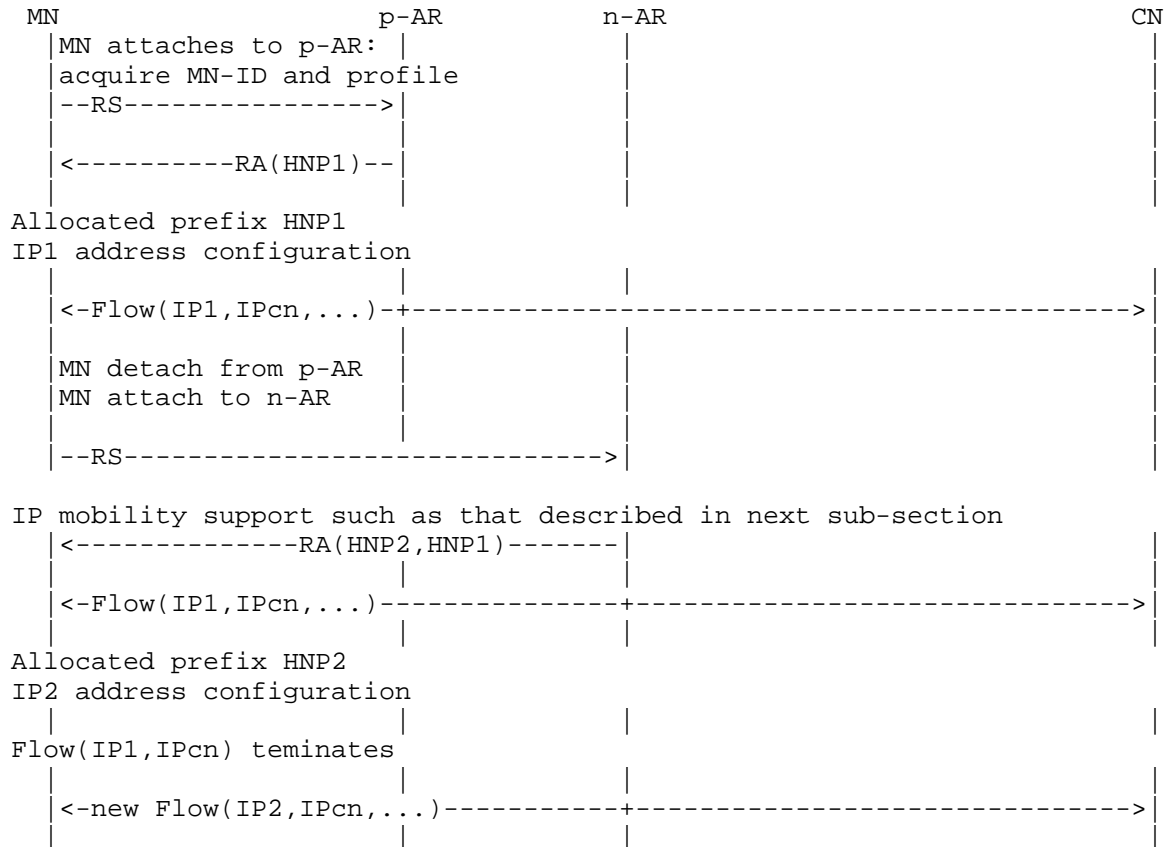 MN                          p-AR              n-AR                                        CN
  |MN attaches to p-AR: |                 |                                         |
  |acquire MN-ID and profile              |                                         |
  |--RS---------------->|                 |                                         |
  |                     |                 |                                         |
  |<----------RA(HNP1)--|                 |                                         |
  |                     |                 |                                         |
Allocated prefix HNP1
IP1 address configuration
  |                     |                 |                                         |
  |<-Flow(IP1,IPcn,...)-+---------------------------------------------------------->|
  |                     |                 |                                         |
  |MN detach from p-AR  |                 |                                         |
  |MN attach to n-AR    |                 |                                         |
  |                     |                 |                                         |
  |--RS------------------------------>|                                         |
IP mobility support such as that described in next sub-section
  |<--------------RA(HNP2,HNP1)-------|                                         |
  |                     |                 |                                         |
  |<-Flow(IP1,IPcn,...)---------------+------------------------------->|
  |                     |                 |                                         |
Allocated prefix HNP2
IP2 address configuration
  |                     |                 |                                         |
Flow(IP1,IPcn) teminates
  |                     |                 |                                         |
  |<-new Flow(IP2,IPcn,...)-----------+------------------------------->|
  |                     |                 |                                         |